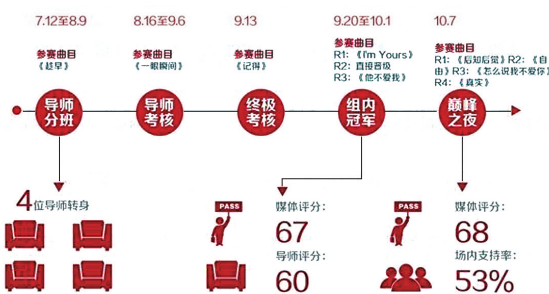 7.12至8.9
8.16至9.6
9.13
9.20至10.1
10.7
参赛曲目
《趁早》
参赛曲目
《一眼瞬间》
参赛曲目
《记得》
参赛曲目
R1：《I'm Yours》
R2：直接晋级
R3：《他不爱我》
参赛曲目
R1：《后知后觉》R2：《自
由》R3：《怎么说我不爱你》
R4：《真实》
导师
分班
导师
考核
终极
考核
组内
冠军
巅峰
之夜
4位导师转身
PASS
媒体评分：
67
导师评分：
60
PASS
媒体评分：
68
场内支持率：
53%